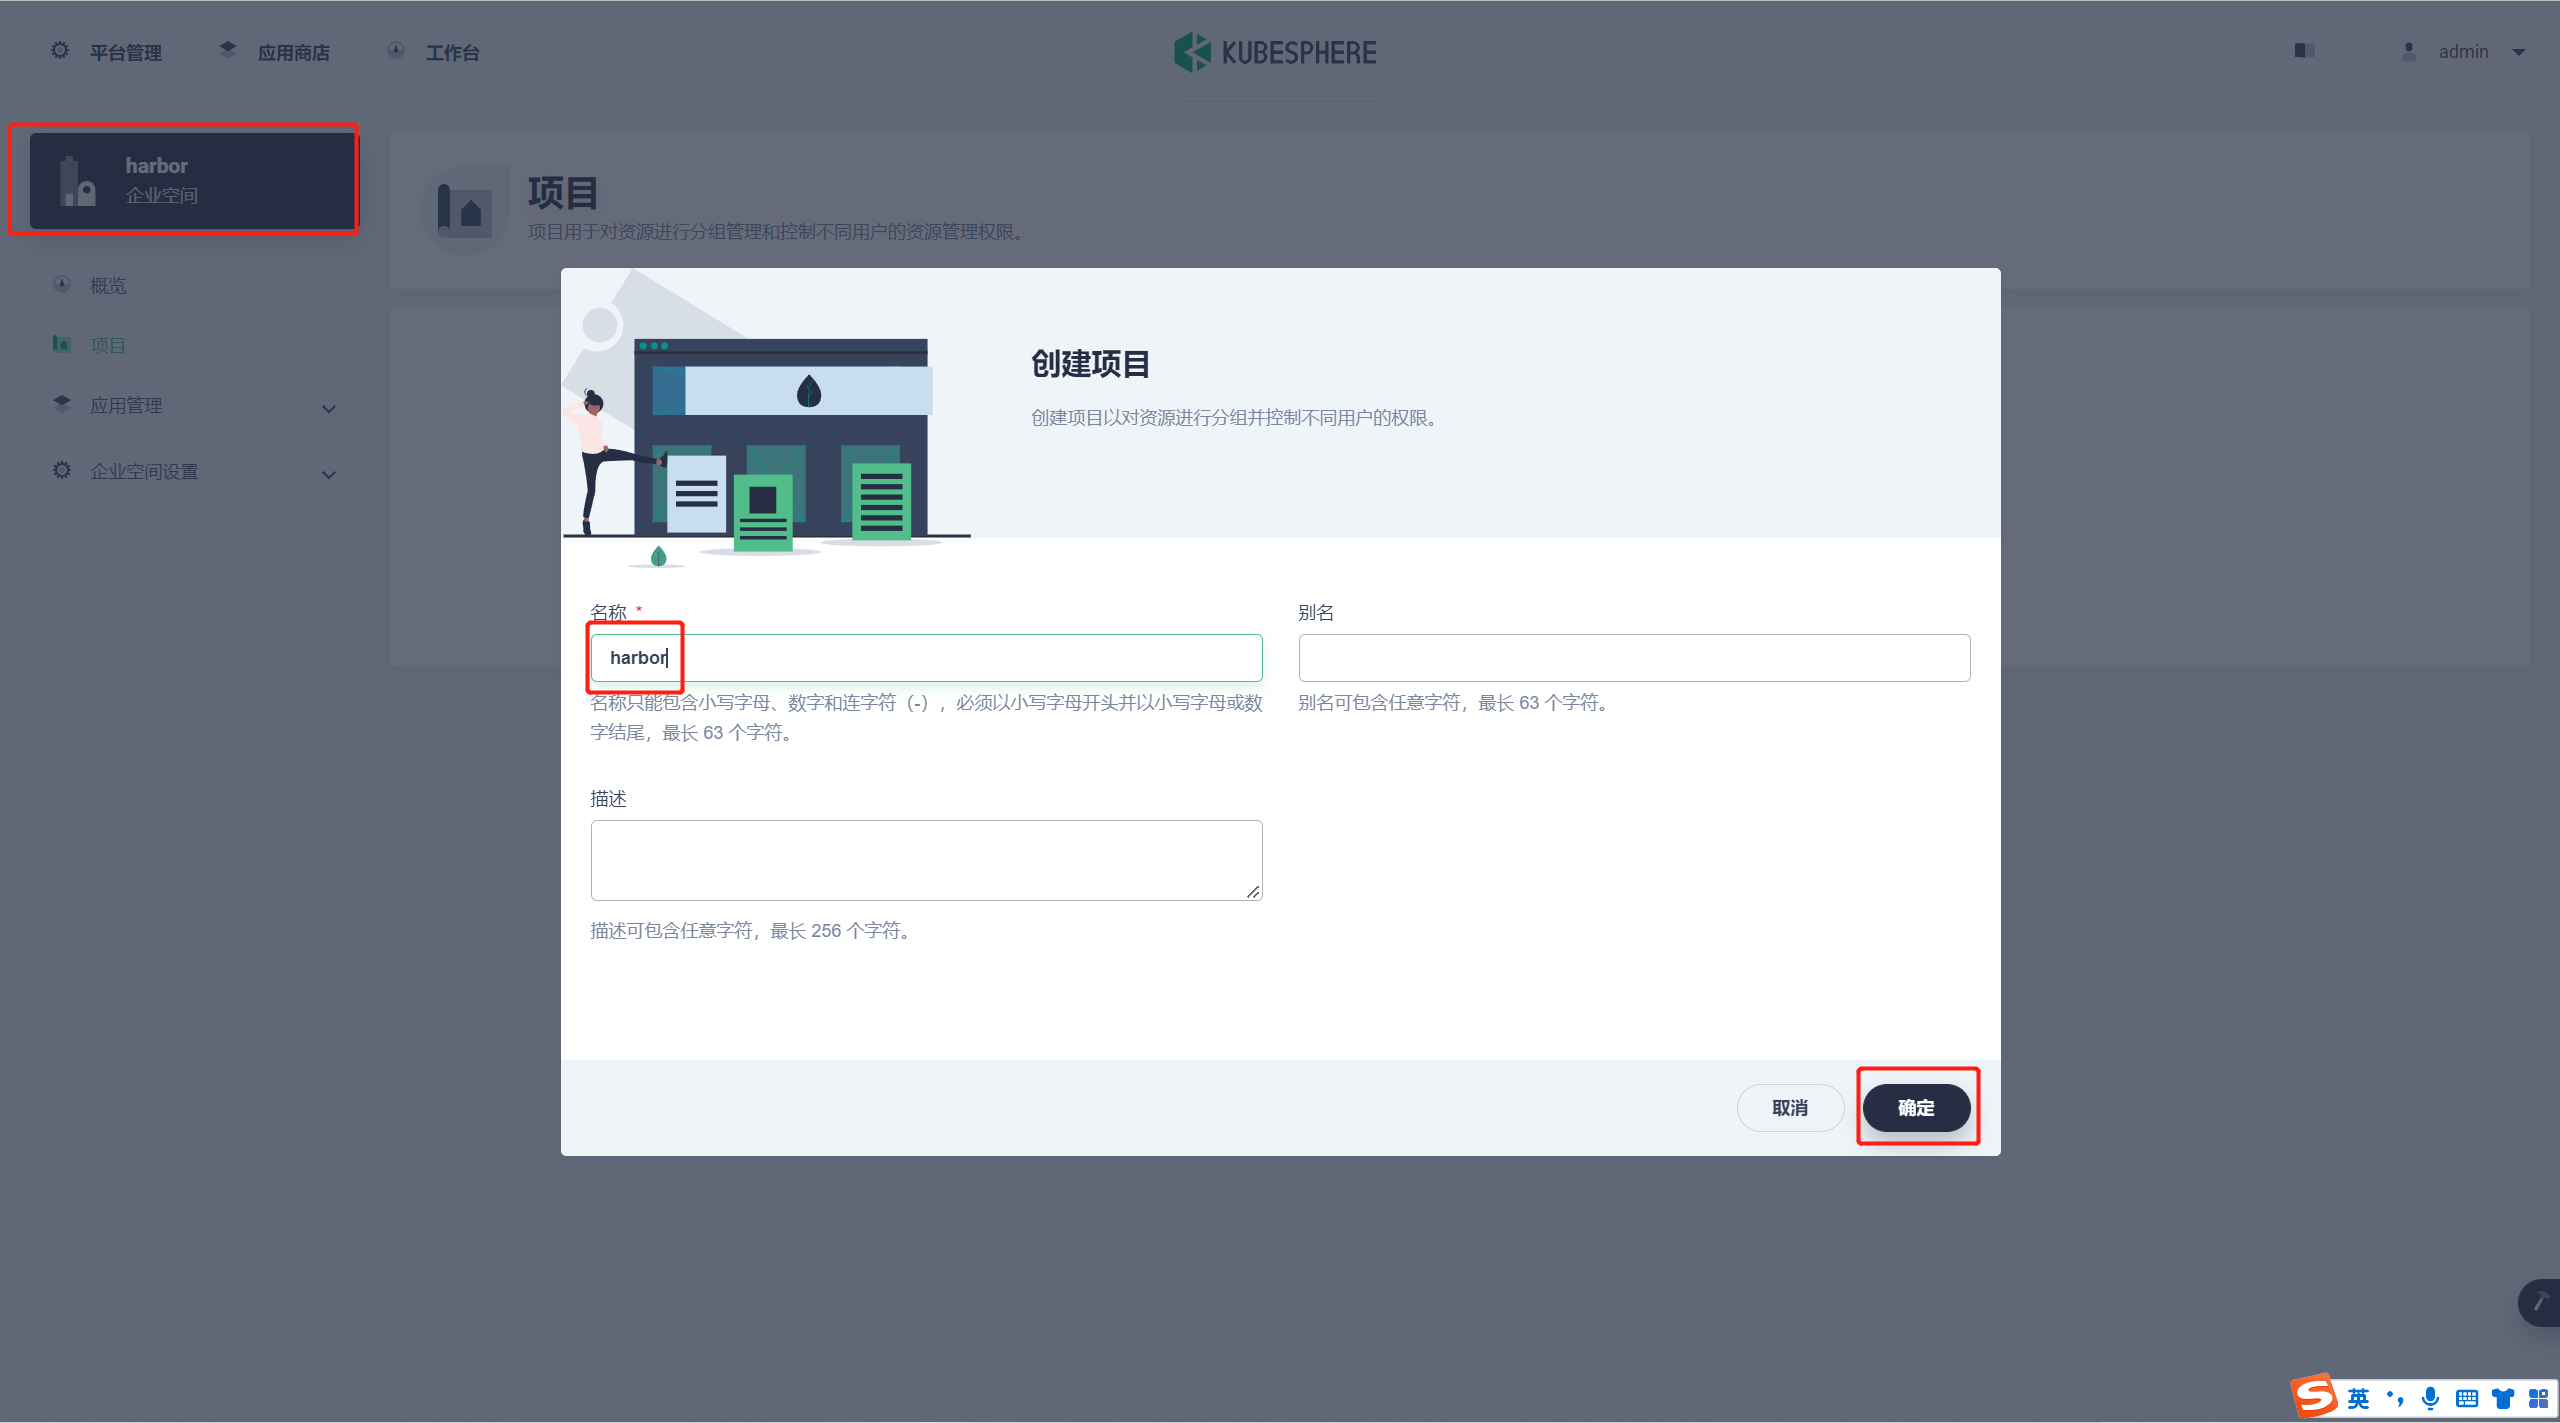 平台管理
应用商店
工作台
KUBESPHERE
admin
harbor
企业空间
概览
项目
应用管理
企业空间设置
项目
项目用于对资源进行分组管理和控制不同用户的资源管理权限。
创建项目
创建项目以对资源进行分组并控制不同用户的权限。
名称 *
harbor
名称只能包含小写字母、数字和连字符（-），必须以小写字母开头并以小写字母或数
字结尾，最长 63 个字符。
别名
别名可包含任意字符，最长 63 个字符。
描述
描述可包含任意字符，最长 256 个字符。
取消
确定
英